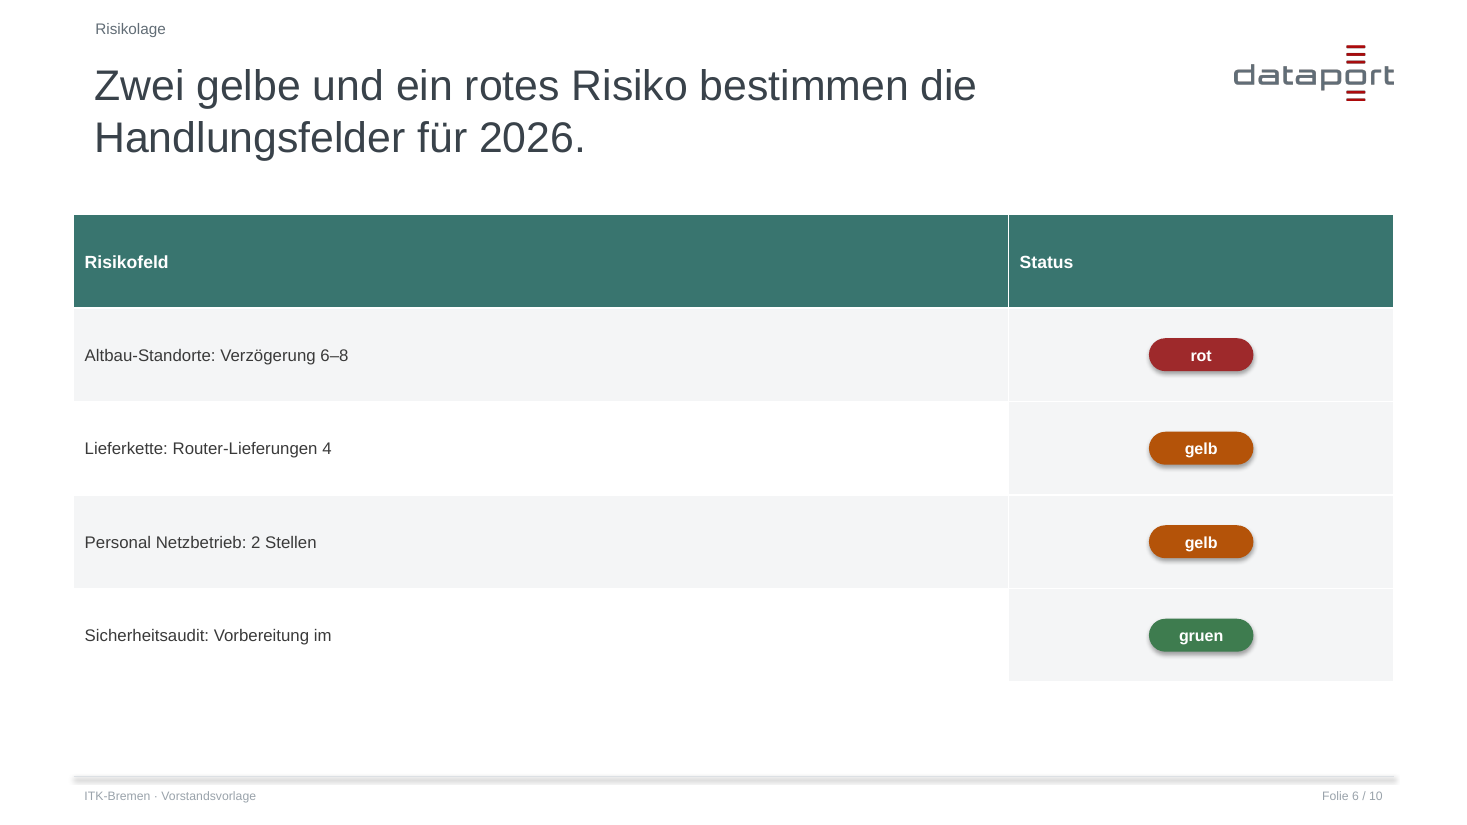 Risikolage
dataport
Zwei gelbe und ein rotes Risiko bestimmen die
Handlungsfelder für 2026.
Risikofeld
Status
Altbau-Standorte: Verzögerung 6–8
rot
Lieferkette: Router-Lieferungen 4
gelb
Personal Netzbetrieb: 2 Stellen
gelb
Sicherheitsaudit: Vorbereitung im
gruen
ITK-Bremen · Vorstandsvorlage
Folie 6 / 10